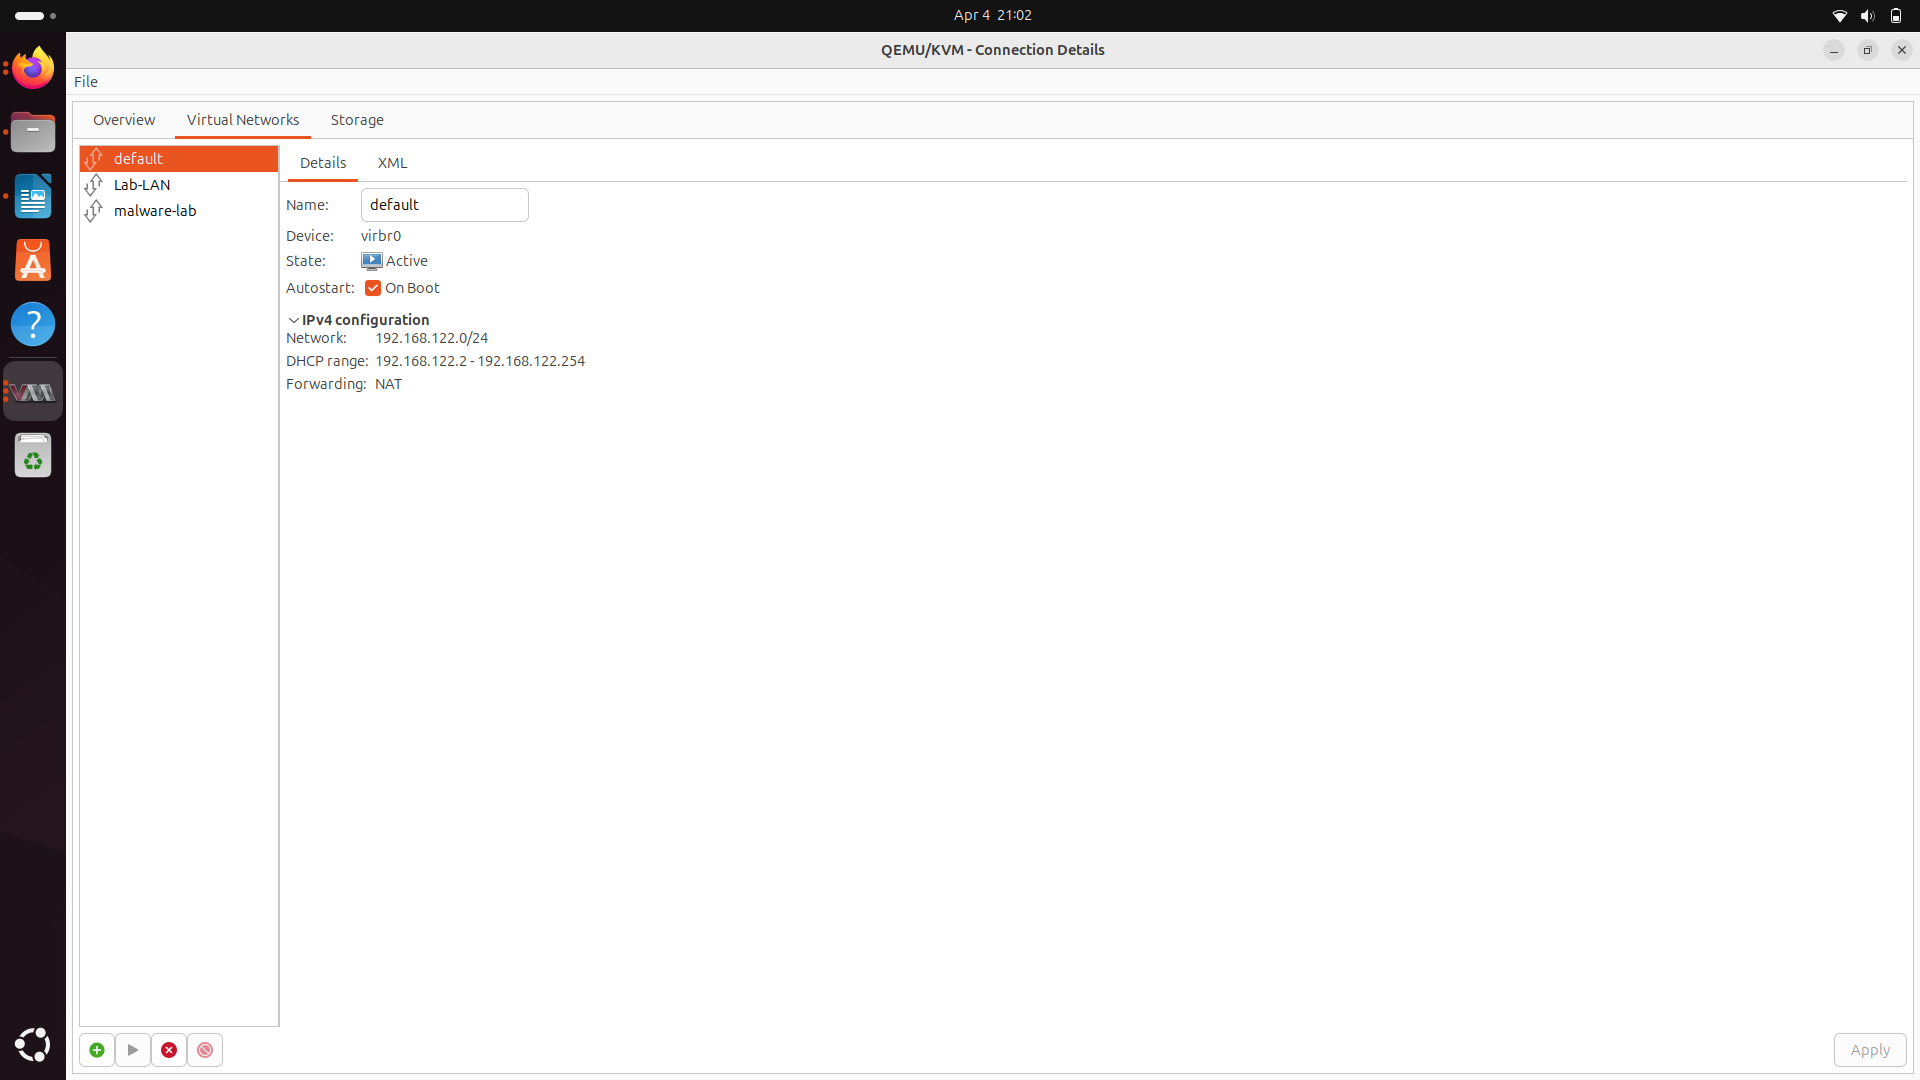 Apr 4 21:02
QEMU/KVM - Connection Details
File
Overview Virtual Networks Storage
default
Lab-LAN
malware-lab
Details XML
Name: default
Device: virbr0
State: Active
Autostart: On Boot
IPv4 configuration
Network: 192.168.122.0/24
DHCP range: 192.168.122.2 - 192.168.122.254
Forwarding: NAT
Apply